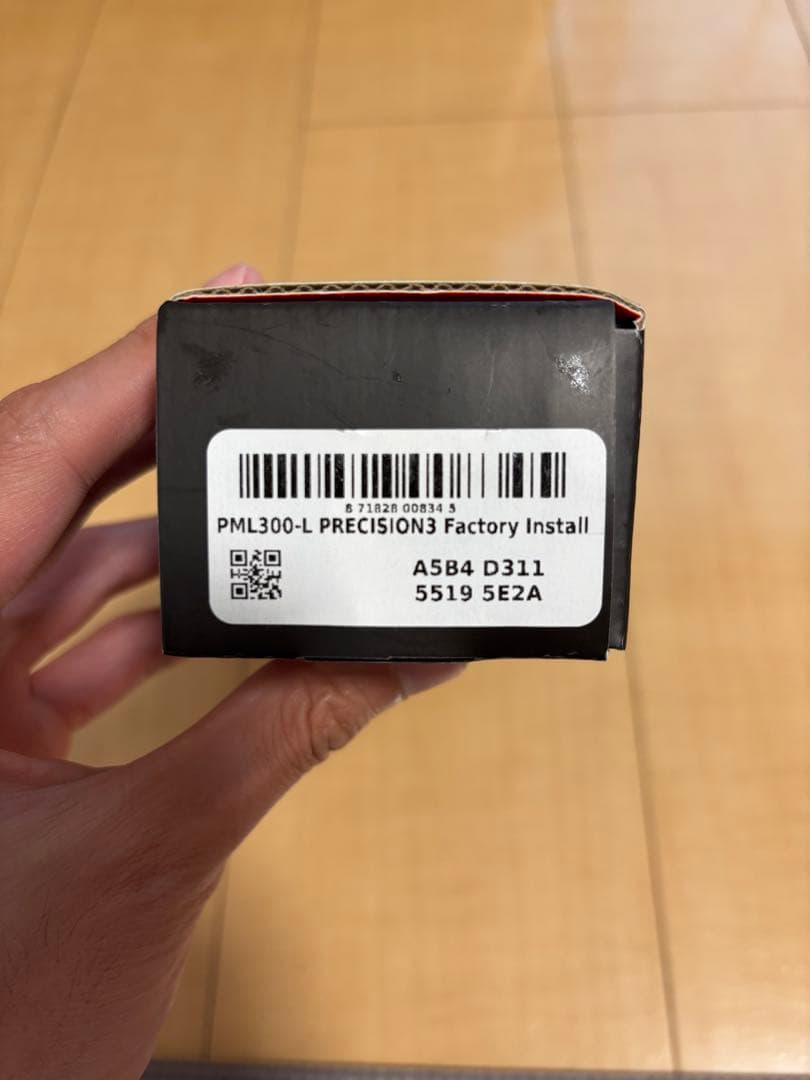 8 71828 00834 5
PML300-L PRECISION3 Factory Install
A5B4 D311
5519 5E2A